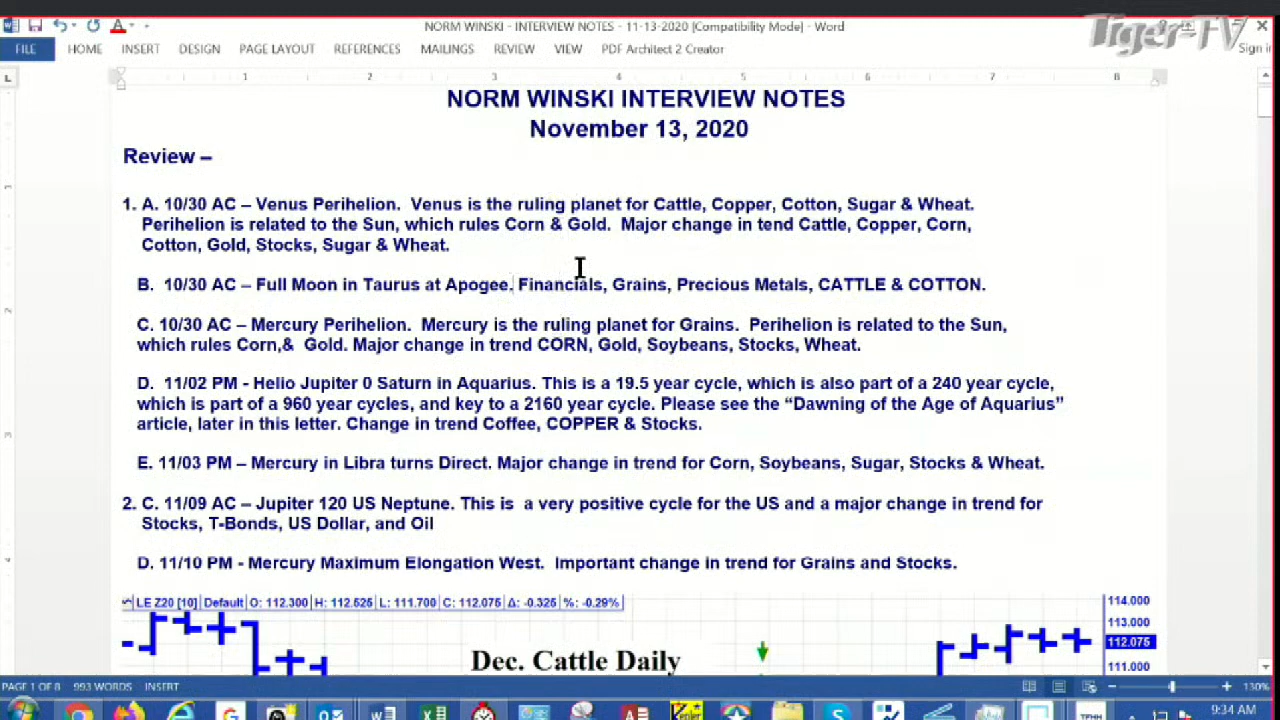 NORM WINSKI - INTERVIEW NOTES - 11-13-2020 [Compatibility Mode] - Word
Tiger-TV
FILE HOME INSERT DESIGN PAGE LAYOUT REFERENCES MAILINGS REVIEW VIEW PDF Architect 2 Creator
Sign in
L 1 2 3 4 5 6 7 8
NORM WINSKI INTERVIEW NOTES
November 13, 2020
Review –
1. A. 10/30 AC – Venus Perihelion. Venus is the ruling planet for Cattle, Copper, Cotton, Sugar & Wheat.
Perihelion is related to the Sun, which rules Corn & Gold. Major change in tend Cattle, Copper, Corn,
Cotton, Gold, Stocks, Sugar & Wheat.
B. 10/30 AC – Full Moon in Taurus at Apogee. Financials, Grains, Precious Metals, CATTLE & COTTON.
C. 10/30 AC – Mercury Perihelion. Mercury is the ruling planet for Grains. Perihelion is related to the Sun,
which rules Corn,& Gold. Major change in trend CORN, Gold, Soybeans, Stocks, Wheat.
D. 11/02 PM - Helio Jupiter 0 Saturn in Aquarius. This is a 19.5 year cycle, which is also part of a 240 year cycle,
which is part of a 960 year cycles, and key to a 2160 year cycle. Please see the “Dawning of the Age of Aquarius”
article, later in this letter. Change in trend Coffee, COPPER & Stocks.
E. 11/03 PM – Mercury in Libra turns Direct. Major change in trend for Corn, Soybeans, Sugar, Stocks & Wheat.
2. C. 11/09 AC – Jupiter 120 US Neptune. This is a very positive cycle for the US and a major change in trend for
Stocks, T-Bonds, US Dollar, and Oil
D. 11/10 PM - Mercury Maximum Elongation West. Important change in trend for Grains and Stocks.
LE Z20 [10] Default O: 112.300 H: 112.525 L: 111.700 C: 112.075 Δ: -0.325 %: -0.29%
114.000
113.000
112.075
111.000
Dec. Cattle Daily
PAGE 1 OF 8 993 WORDS INSERT 130%
9:34 AM